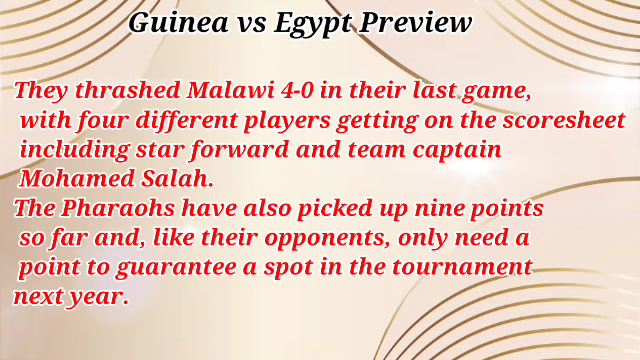 Guinea vs Egypt Preview
They thrashed Malawi 4-0 in their last game,
with four different players getting on the scoresheet
including star forward and team captain
Mohamed Salah.
The Pharaohs have also picked up nine points
so far and, like their opponents, only need a
point to guarantee a spot in the tournament
next year.